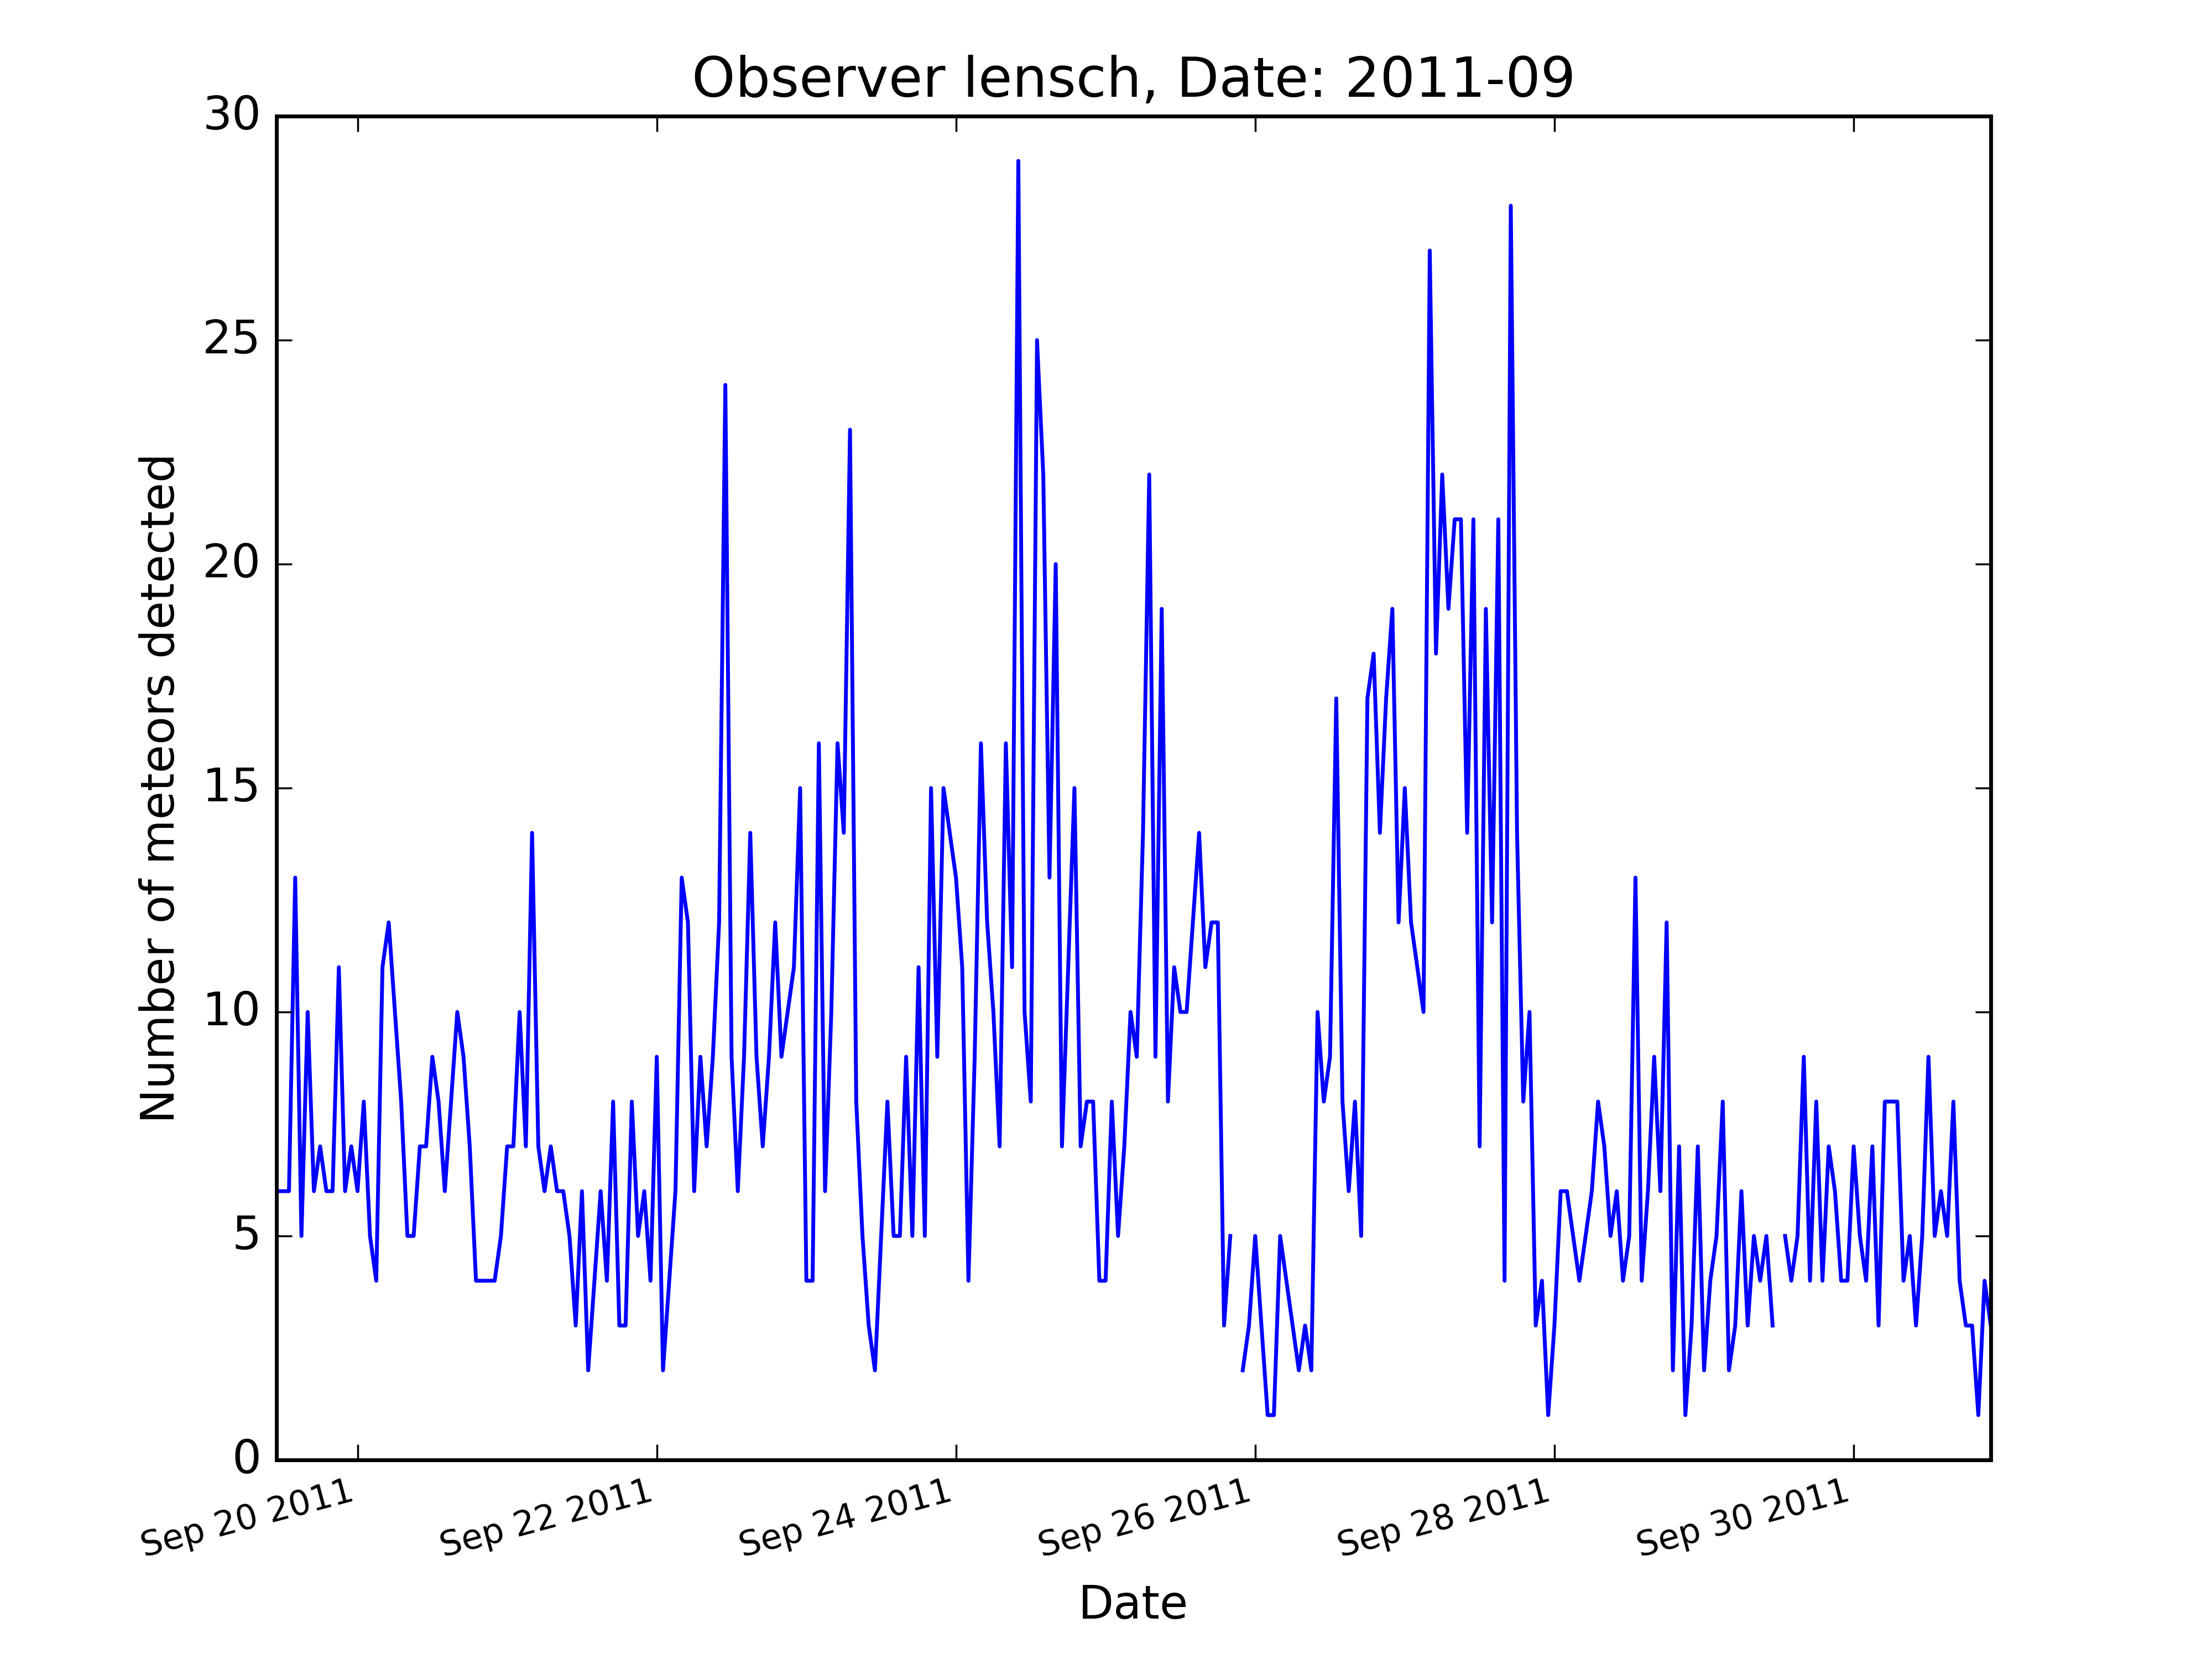 Observer lensch, Date: 2011-09
30
25
20
15
10
5
0
Number of meteors detected
Sep 20 2011
Sep 22 2011
Sep 24 2011
Sep 26 2011
Sep 28 2011
Sep 30 2011
Date